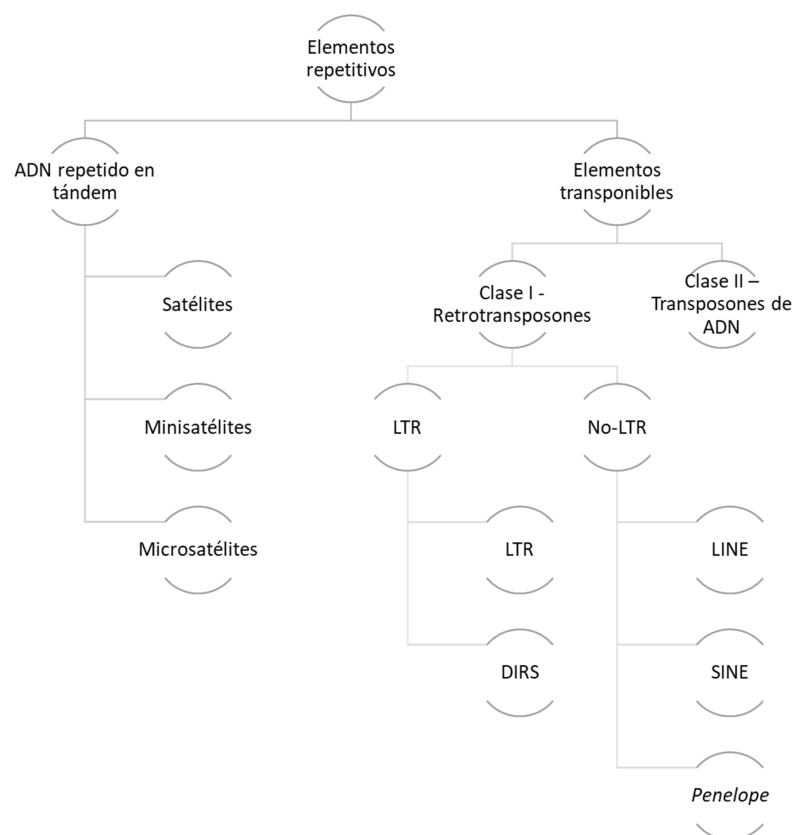 Elementos
repetitivos
ADN repetido en
tándem
Elementos
transponibles
Satélites
Clase I -
Retrotransposones
Clase II –
Transposones de
ADN
Minisatélites
LTR
No-LTR
Microsatélites
LTR
LINE
DIRS
SINE
Penelope